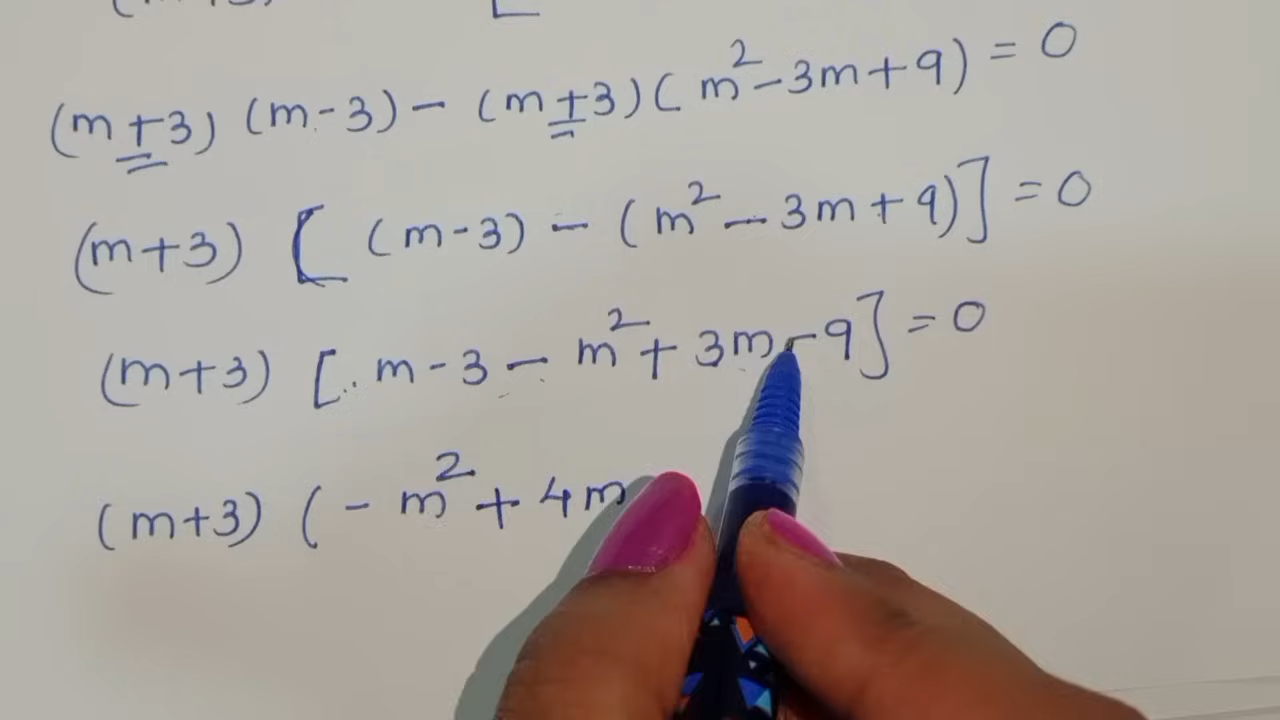 (m+3) (m-3) - (m+3) (m²-3m+9) = 0
(m+3) [ (m-3) - (m² - 3m+9)] = 0
(m+3) [ m-3 - m² + 3m-9] = 0
(m+3) (- m² + 4m